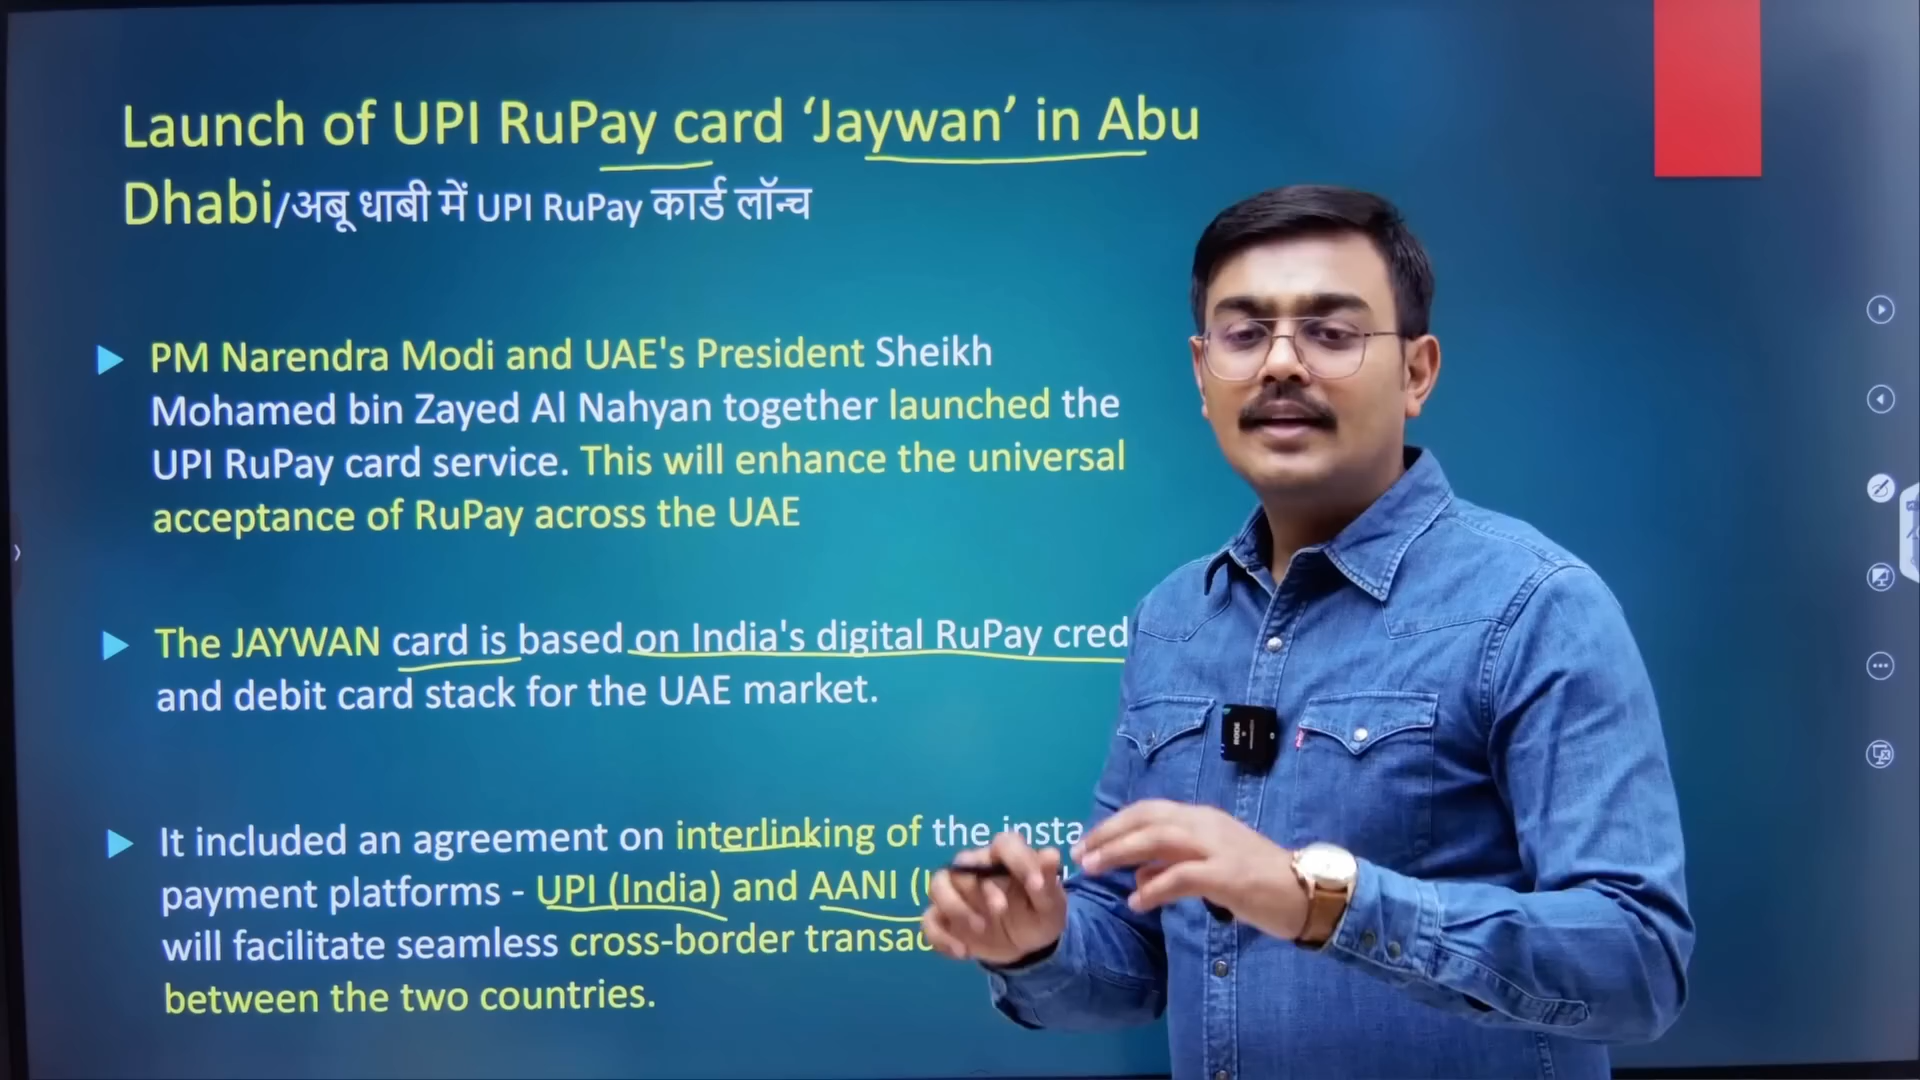 Launch of UPI RuPay card ‘Jaywan’ in Abu
Dhabi/अबू धाबी में UPI RuPay कार्ड लॉन्च
PM Narendra Modi and UAE's President Sheikh
Mohamed bin Zayed Al Nahyan together launched the
UPI RuPay card service. This will enhance the universal
acceptance of RuPay across the UAE
The JAYWAN card is based on India's digital RuPay cred
and debit card stack for the UAE market.
It included an agreement on interlinking of the insta
payment platforms - UPI (India) and AANI (
will facilitate seamless cross-border transac
between the two countries.
RØDE